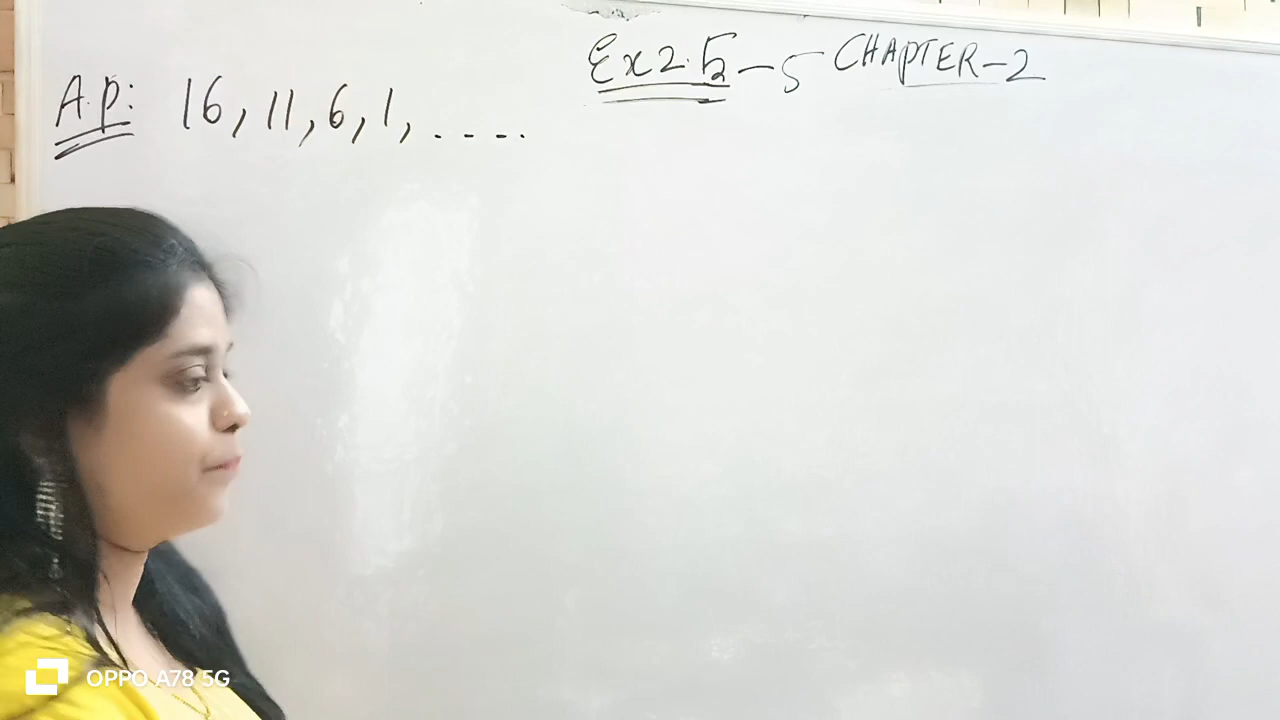 Ex 2.5 - 5 CHAPTER-2
A.P: 16, 11, 6, 1, ....
OPPO A78 5G